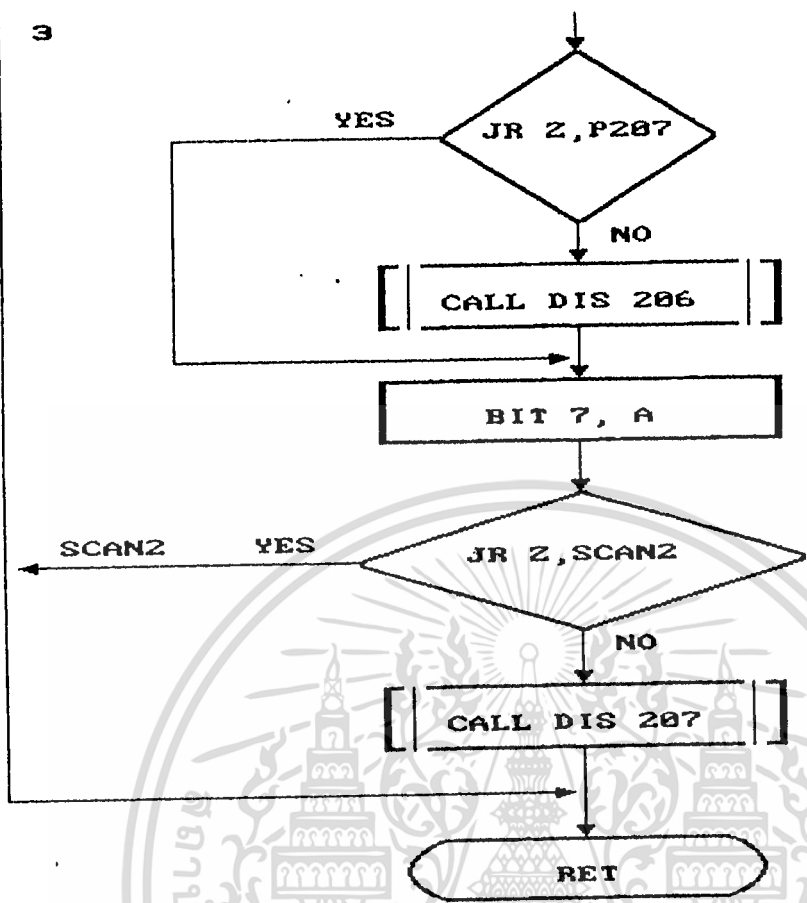 3
YES
JR Z,P207
NO
CALL DIS 206
BIT 7, A
SCAN2 YES
JR Z,SCAN2
NO
CALL DIS 207
RET